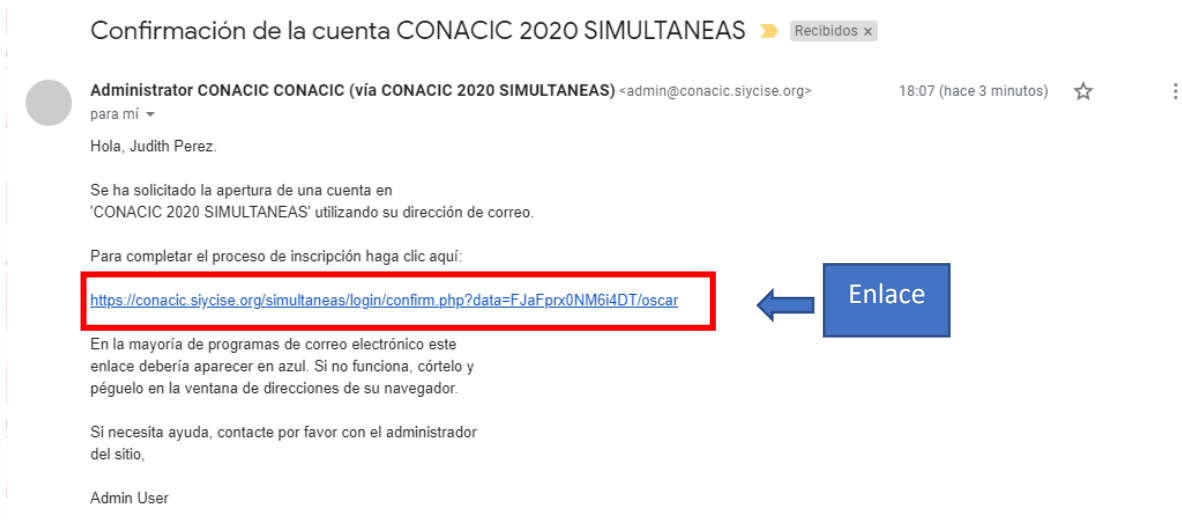 Confirmación de la cuenta CONACIC 2020 SIMULTANEAS Recibidos x
Administrator CONACIC CONACIC (vía CONACIC 2020 SIMULTANEAS) <admin@conacic.siycise.org> 18:07 (hace 3 minutos)
para mí
Hola, Judith Perez.
Se ha solicitado la apertura de una cuenta en
'CONACIC 2020 SIMULTANEAS' utilizando su dirección de correo.
Para completar el proceso de inscripción haga clic aquí:
https://conacic.siycise.org/simultaneas/login/confirm.php?data=FJaFprx0NM6i4DT/oscar
Enlace
En la mayoría de programas de correo electrónico este
enlace debería aparecer en azul. Si no funciona, córtelo y
péguelo en la ventana de direcciones de su navegador.
Si necesita ayuda, contacte por favor con el administrador
del sitio,
Admin User